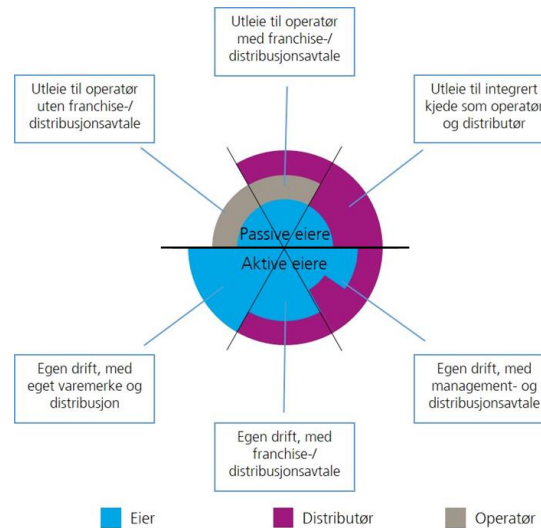 Utleie til operatør
med franchise-/
distribusjonsavtale
Utleie til operatør
uten franchise-/
distribusjonsavtale
Utleie til integrert
kjede som operatør
og distributør
Passive eiere
Aktive eiere
Egen drift, med
eget varemerke og
distribusjon
Egen drift, med
franchise-/
distribusjonsavtale
Egen drift, med
management- og
distribusjonsavtale
Eier
Distributør
Operatør